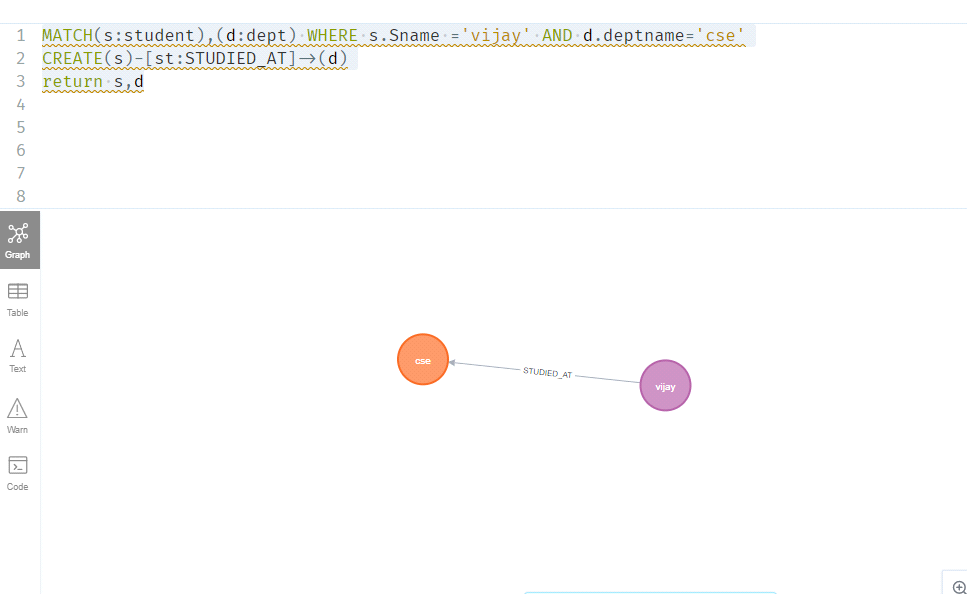 1 MATCH(s:student),(d:dept) WHERE s.Sname ='vijay' AND d.deptname='cse'
2 CREATE(s)-[st:STUDIED_AT]->(d)
3 return s,d
4
5
6
7
8
Graph
Table
A
Text
Warn
Code
cse
STUDIED_AT
vijay